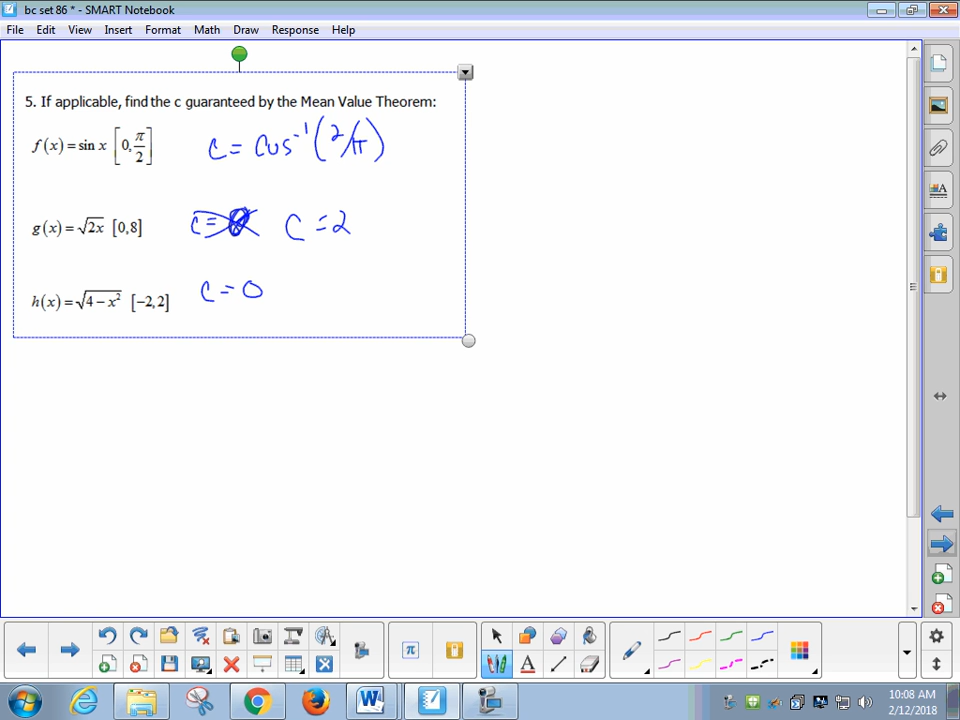 bc set 86 * - SMART Notebook
File Edit View Insert Format Math Draw Response Help
5. If applicable, find the c guaranteed by the Mean Value Theorem:
f(x) = sin x [0, π/2] c = cos⁻¹(2/π)
g(x) = √2x [0,8] c = c = 2
h(x) = √4 − x² [−2,2] c = 0
10:08 AM
2/12/2018